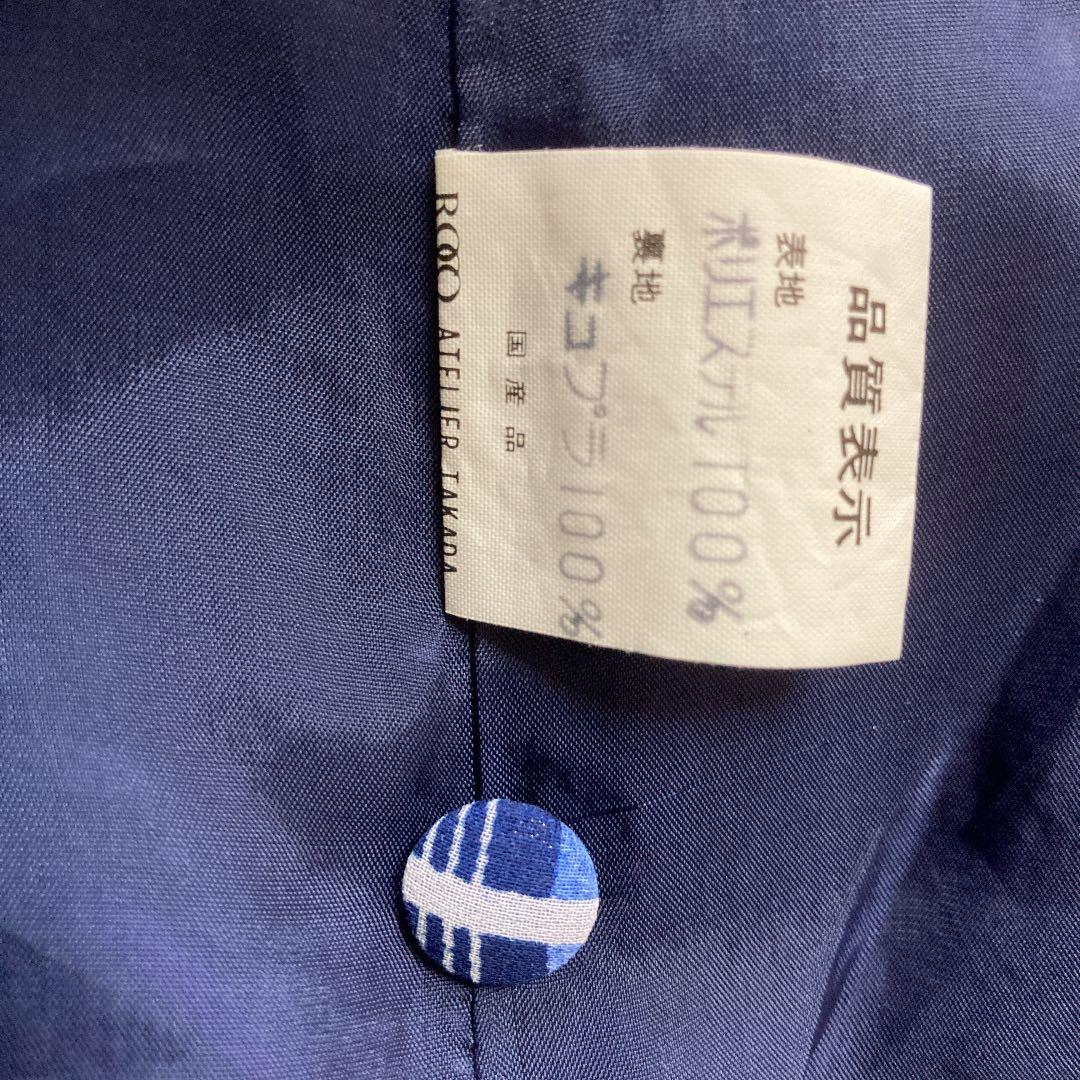 品質表示
表地
ポリエステル100%
裏地
キュプラ100%
国産品
ATELIER